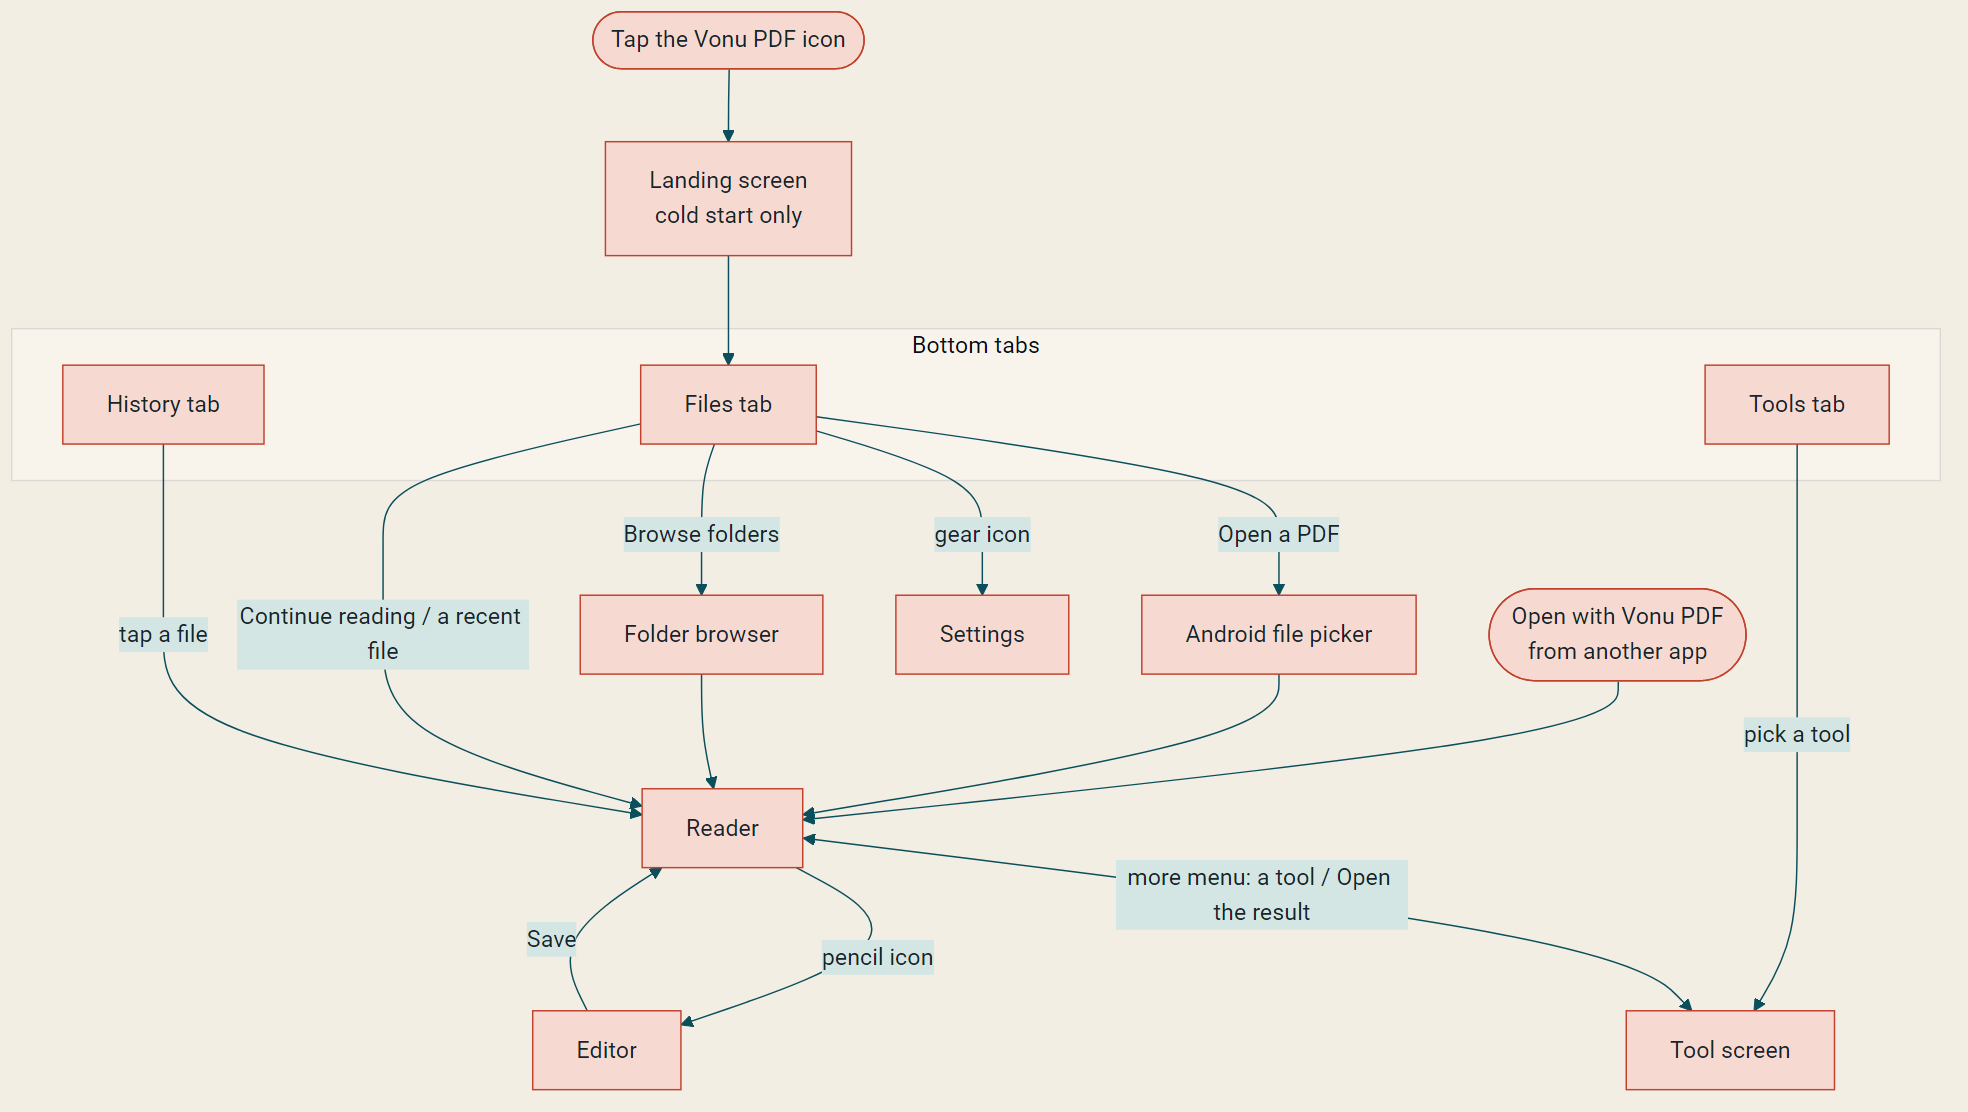 Tap the Vonu PDF icon
Landing screen
cold start only
Bottom tabs
History tab
Files tab
Tools tab
Browse folders
gear icon
Open a PDF
tap a file
Continue reading / a recent
file
Folder browser
Settings
Android file picker
Open with Vonu PDF
from another app
pick a tool
Reader
more menu: a tool / Open
the result
Save
pencil icon
Editor
Tool screen